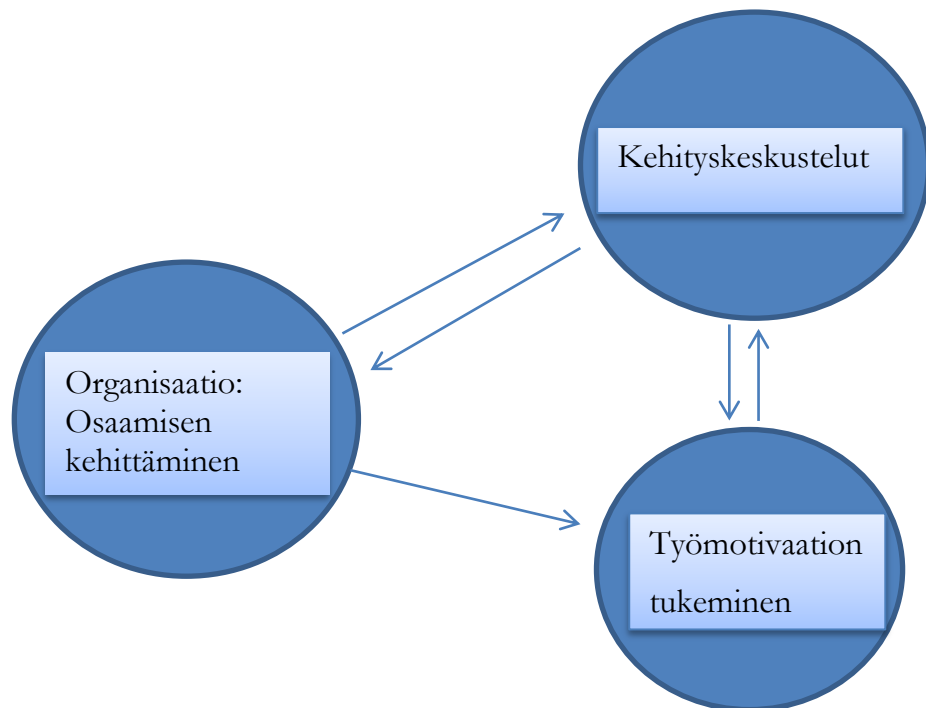 Kehityskeskustelut
Organisaatio:
Osaamisen
kehittäminen
Työmotivaation
tukeminen